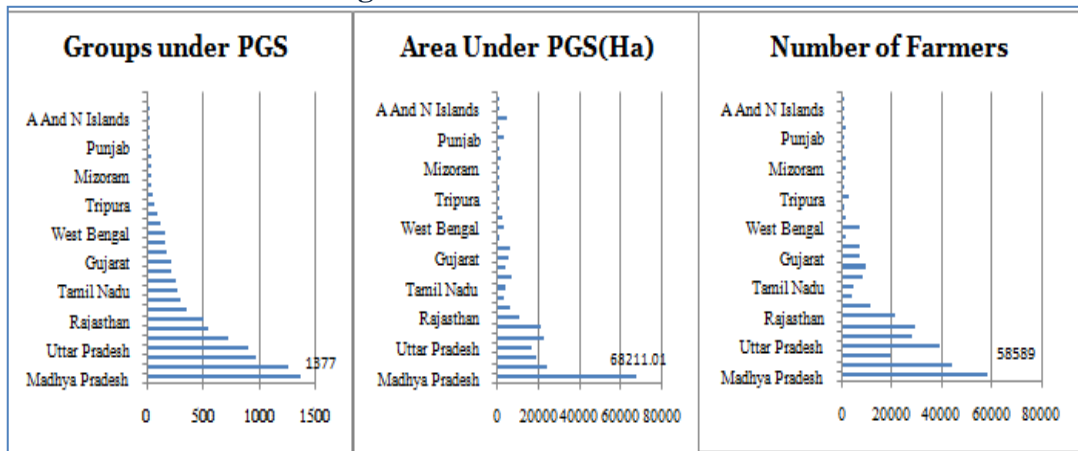 Groups under PGS
A And N Islands
Punjab
Mizoram
Tripura
West Bengal
Gujarat
Tamil Nadu
Rajasthan
Uttar Pradesh
Madhya Pradesh
1377
0 500 1000 1500
Area Under PGS(Ha)
A And N Islands
Punjab
Mizoram
Tripura
West Bengal
Gujarat
Tamil Nadu
Rajasthan
Uttar Pradesh
Madhya Pradesh
68211.01
0 20000 40000 60000 80000
Number of Farmers
A And N Islands
Punjab
Mizoram
Tripura
West Bengal
Gujarat
Tamil Nadu
Rajasthan
Uttar Pradesh
Madhya Pradesh
58589
0 20000 40000 60000 80000